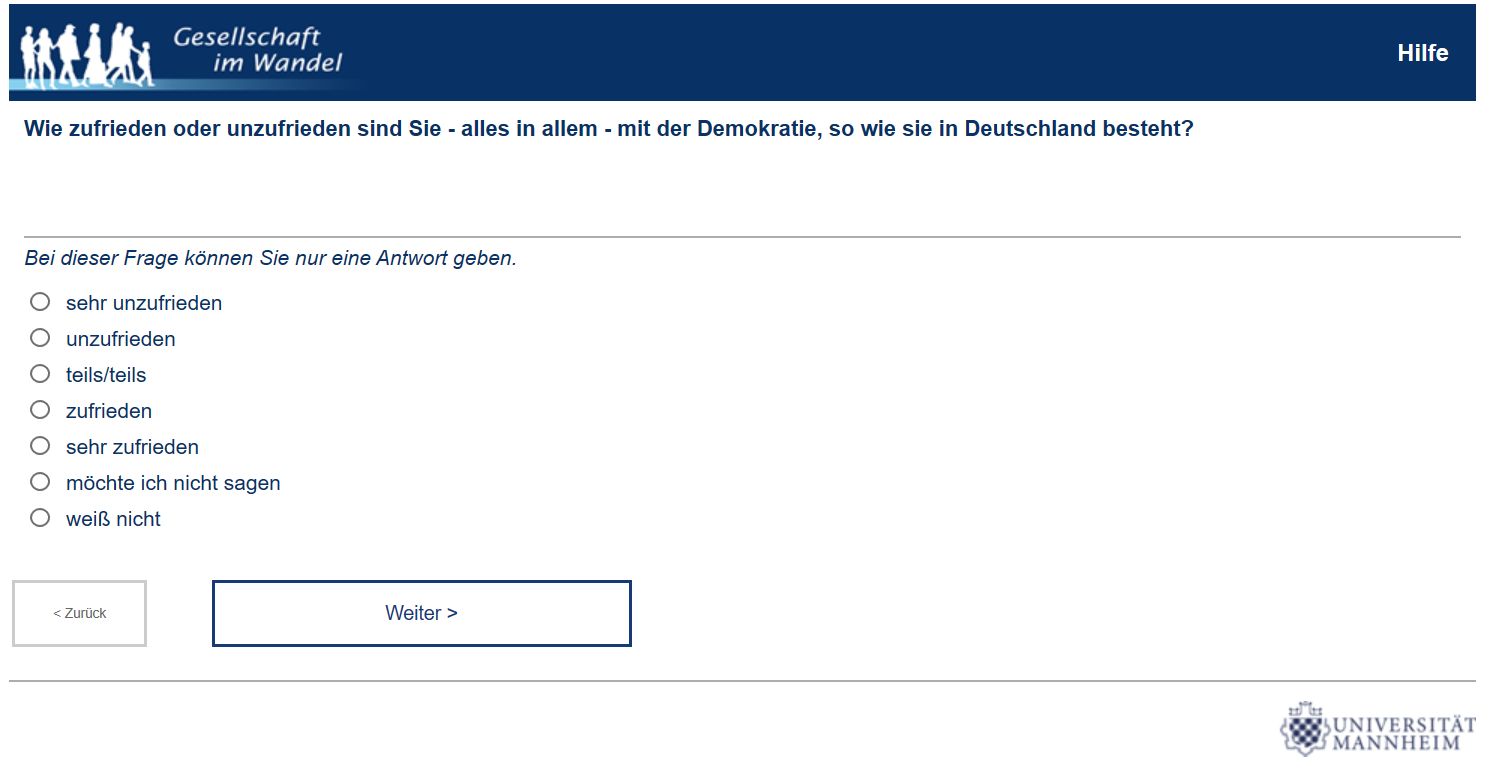 Gesellschaft
im Wandel
Hilfe
Wie zufrieden oder unzufrieden sind Sie - alles in allem - mit der Demokratie, so wie sie in Deutschland besteht?
Bei dieser Frage können Sie nur eine Antwort geben.
sehr unzufrieden
unzufrieden
teils/teils
zufrieden
sehr zufrieden
möchte ich nicht sagen
weiß nicht
< Zurück
Weiter >
UNIVERSITÄT
MANNHEIM